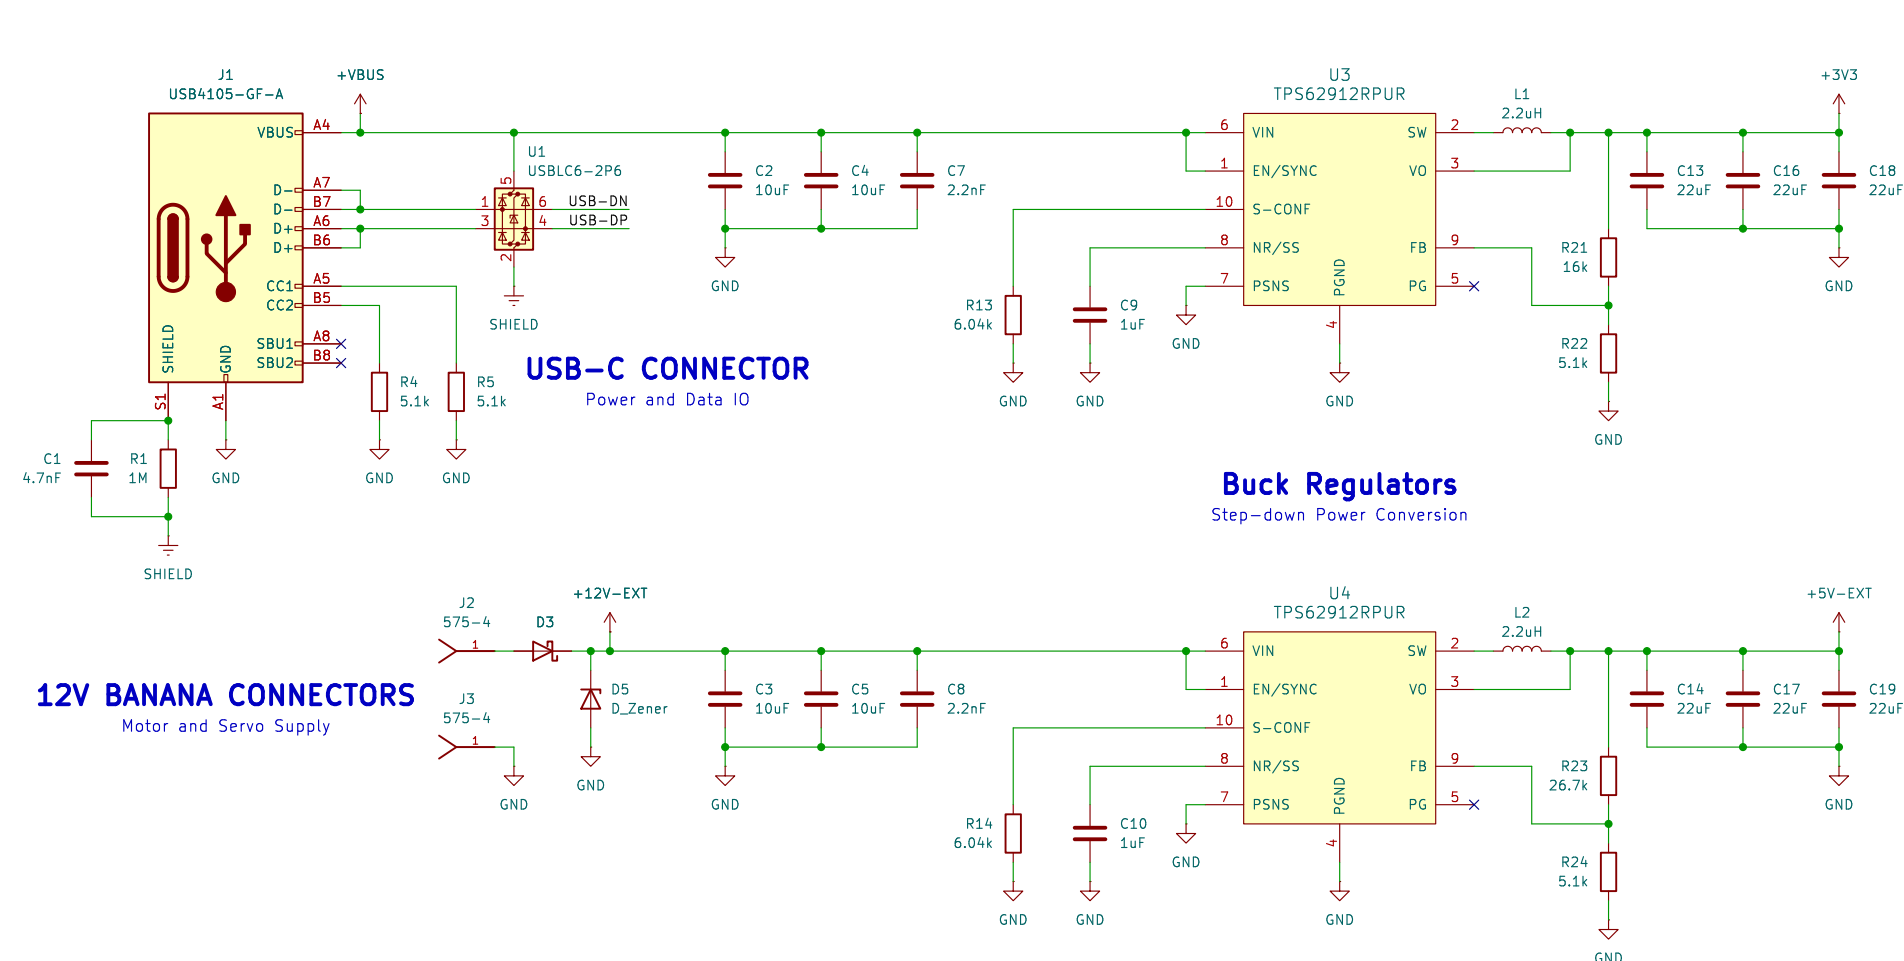 J1
USB4105-GF-A
+VBUS
VBUS
A4
D-
A7
D-
B7
D+
A6
D+
B6
CC1
A5
CC2
B5
SBU1
A8
SBU2
B8
SHIELD
GND
S1
A1
C1
4.7nF
R1
1M
GND
SHIELD
R4
5.1k
GND
R5
5.1k
GND
U1
USBLC6-2P6
5
1
6
3
4
2
USB-DN
USB-DP
SHIELD
USB-C CONNECTOR
Power and Data IO
C2
10uF
C4
10uF
C7
2.2nF
GND
R13
6.04k
GND
C9
1uF
GND
GND
U3
TPS62912RPUR
6
VIN
1
EN/SYNC
10
S-CONF
8
NR/SS
7
PSNS
SW
2
VO
3
FB
9
PG
5
PGND
4
GND
L1
2.2uH
R21
16k
R22
5.1k
GND
+3V3
C13
22uF
C16
22uF
C18
22uF
GND
Buck Regulators
Step-down Power Conversion
12V BANANA CONNECTORS
Motor and Servo Supply
J2
575-4
1
J3
575-4
1
GND
D3
+12V-EXT
D5
D_Zener
GND
C3
10uF
C5
10uF
C8
2.2nF
GND
R14
6.04k
GND
C10
1uF
GND
GND
U4
TPS62912RPUR
6
VIN
1
EN/SYNC
10
S-CONF
8
NR/SS
7
PSNS
SW
2
VO
3
FB
9
PG
5
PGND
4
GND
L2
2.2uH
R23
26.7k
R24
5.1k
GND
+5V-EXT
C14
22uF
C17
22uF
C19
22uF
GND